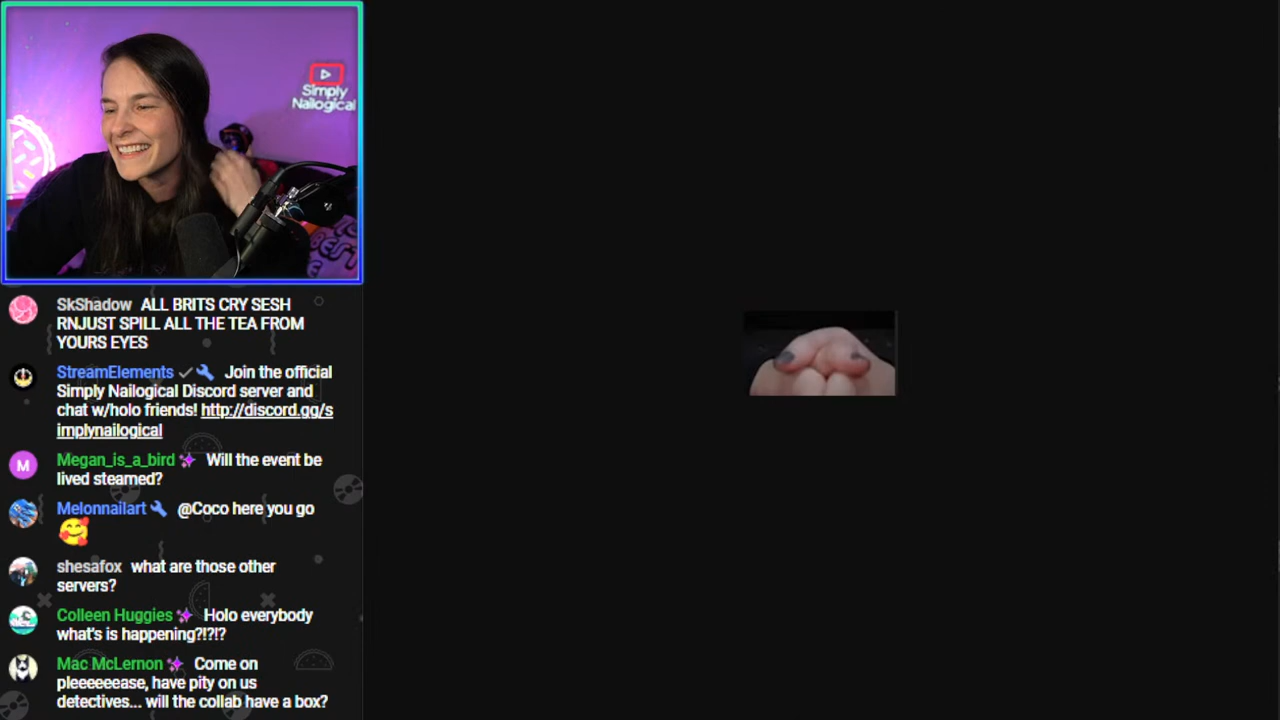 Simply
Nailogical
SkShadow ALL BRITS CRY SESH
RNJUST SPILL ALL THE TEA FROM
YOURS EYES
StreamElements Join the official
Simply Nailogical Discord server and
chat w/holo friends! http://discord.gg/s
implynailogical
M
Megan_is_a_bird Will the event be
lived steamed?
Melonnailart @Coco here you go
shesafox what are those other
servers?
Colleen Huggies Holo everybody
what's is happening?!?!?
Mac McLernon Come on
pleeeeeease, have pity on us
detectives... will the collab have a box?